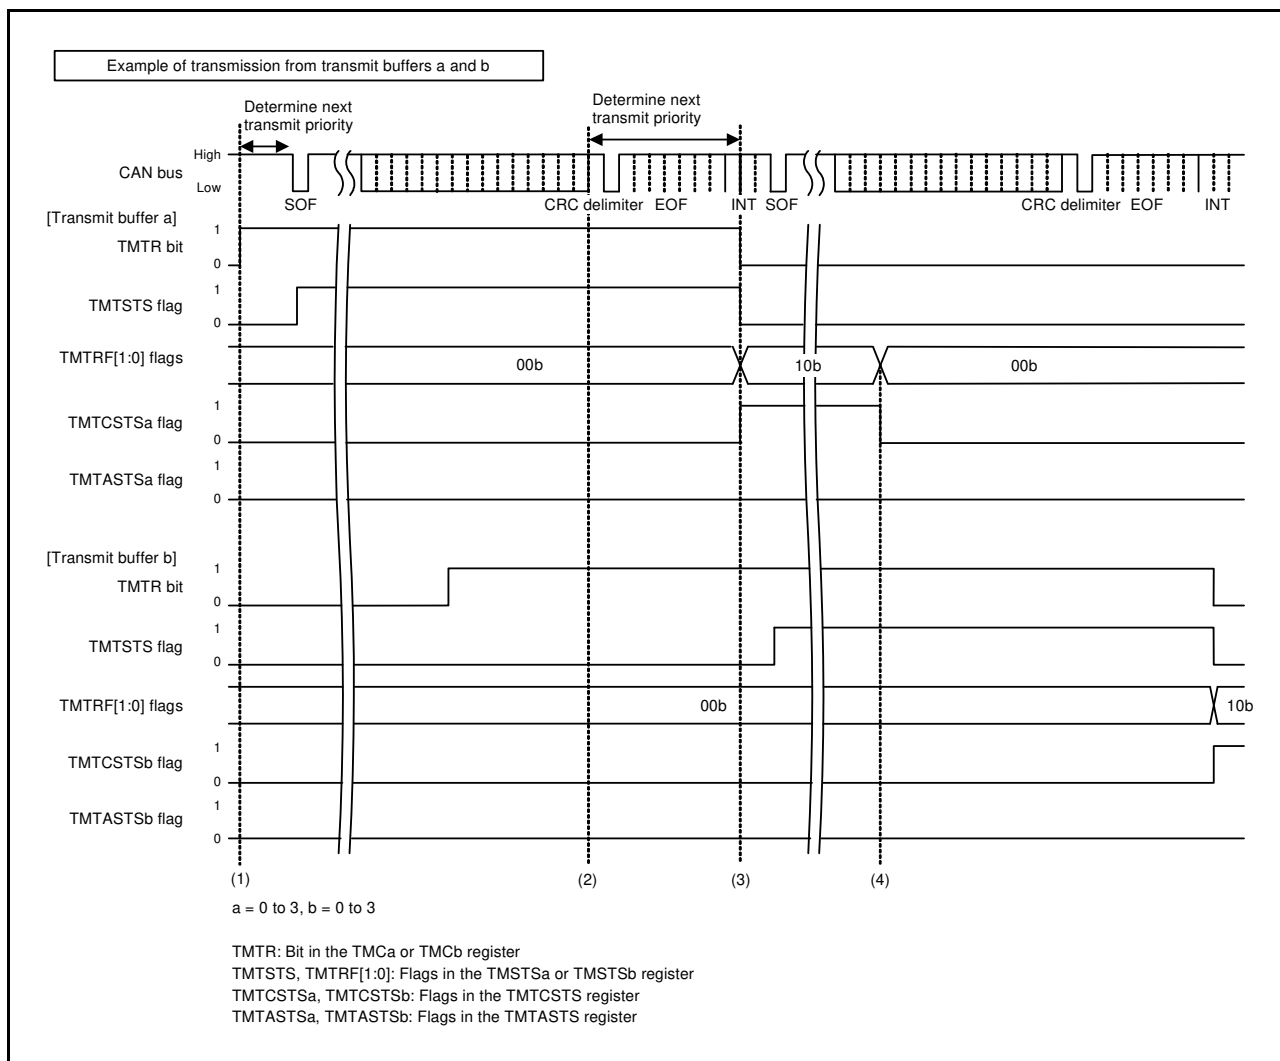 Example of transmission from transmit buffers a and b
Determine next
transmit priority
Determine next
transmit priority
High
CAN bus
Low
SOF
CRC delimiter
EOF
INT
SOF
CRC delimiter
EOF
INT
[Transmit buffer a]
1
TMTR bit
0
1
TMTSTS flag
0
TMTRF[1:0] flags
00b
10b
00b
1
TMTCSTSa flag
0
1
TMTASTSa flag
0
[Transmit buffer b]
1
TMTR bit
0
1
TMTSTS flag
0
TMTRF[1:0] flags
00b
10b
1
TMTCSTSb flag
0
1
TMTASTSb flag
0
(1)
(2)
(3)
(4)
a = 0 to 3, b = 0 to 3
TMTR: Bit in the TMCa or TMCb register
TMTSTS, TMTRF[1:0]: Flags in the TMSTSa or TMSTSb register
TMTCSTSa, TMTCSTSb: Flags in the TMTCSTS register
TMTASTSa, TMTASTSb: Flags in the TMTASTS register